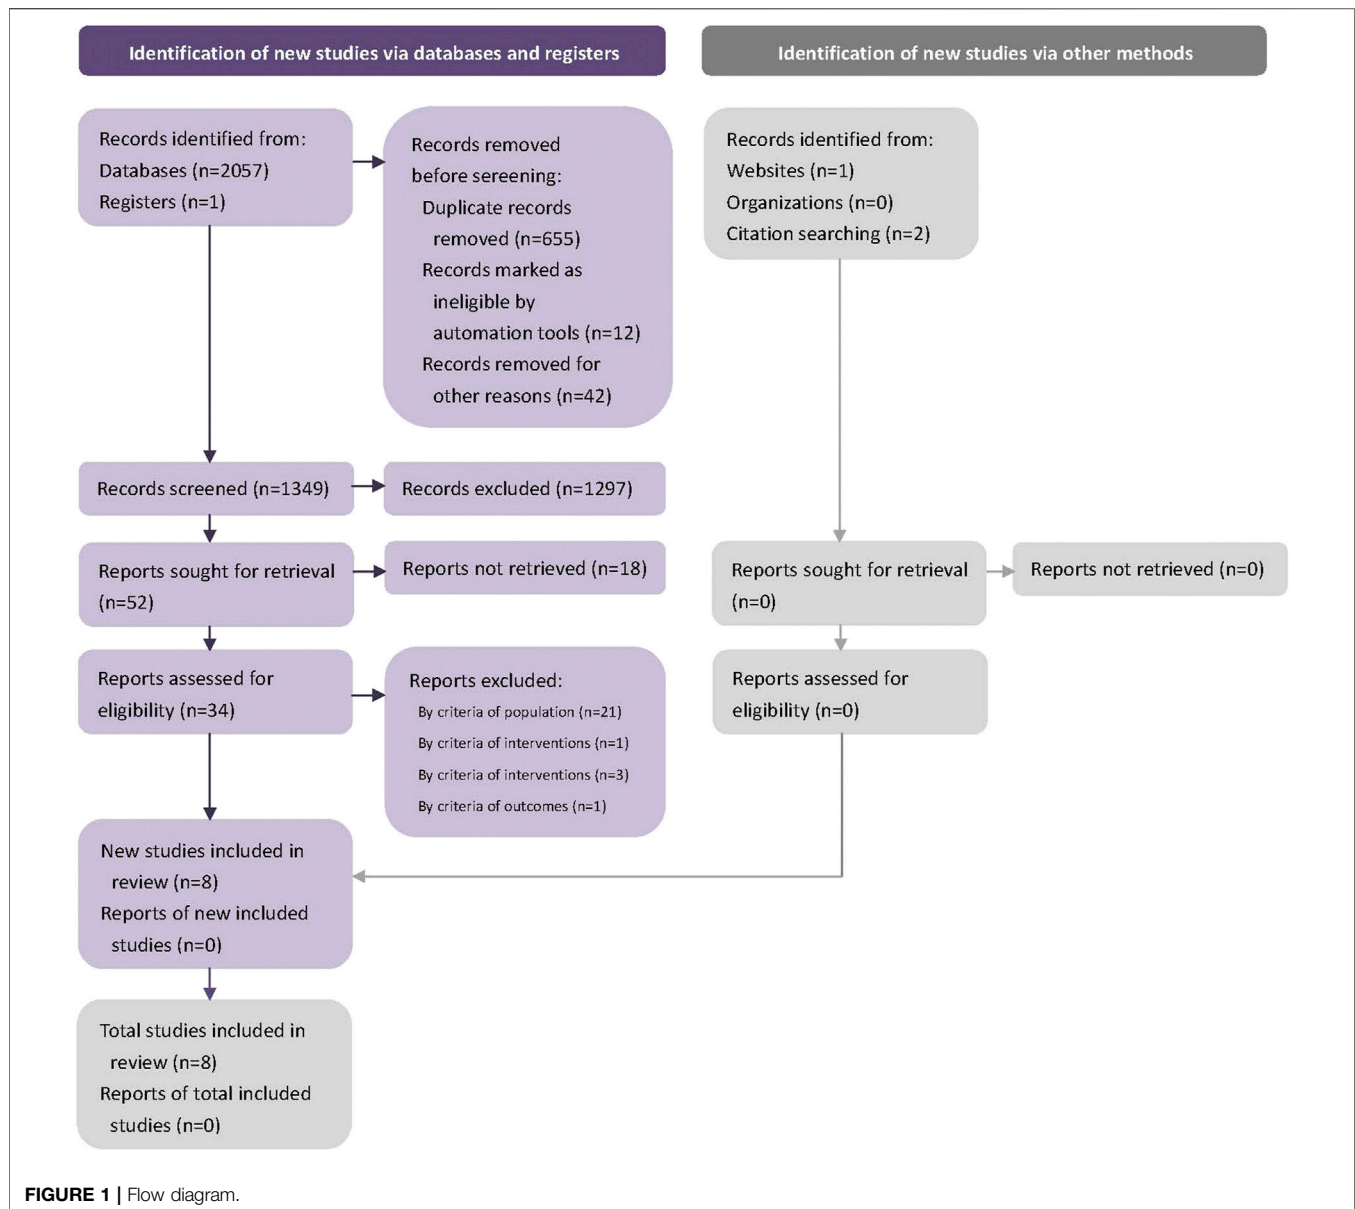 Identification of new studies via databases and registers
Identification of new studies via other methods
Records identified from:
Databases (n=2057)
Registers (n=1)
Records removed
before sereening:
Duplicate records
removed (n=655)
Records marked as
ineligible by
automation tools (n=12)
Records removed for
other reasons (n=42)
Records identified from:
Websites (n=1)
Organizations (n=0)
Citation searching (n=2)
Records screened (n=1349)
Records excluded (n=1297)
Reports sought for retrieval
(n=52)
Reports not retrieved (n=18)
Reports sought for retrieval
(n=0)
Reports not retrieved (n=0)
Reports assessed for
eligibility (n=34)
Reports excluded:
By criteria of population (n=21)
By criteria of interventions (n=1)
By criteria of interventions (n=3)
By criteria of outcomes (n=1)
Reports assessed for
eligibility (n=0)
New studies included in
review (n=8)
Reports of new included
studies (n=0)
Total studies included in
review (n=8)
Reports of total included
studies (n=0)
FIGURE 1 | Flow diagram.